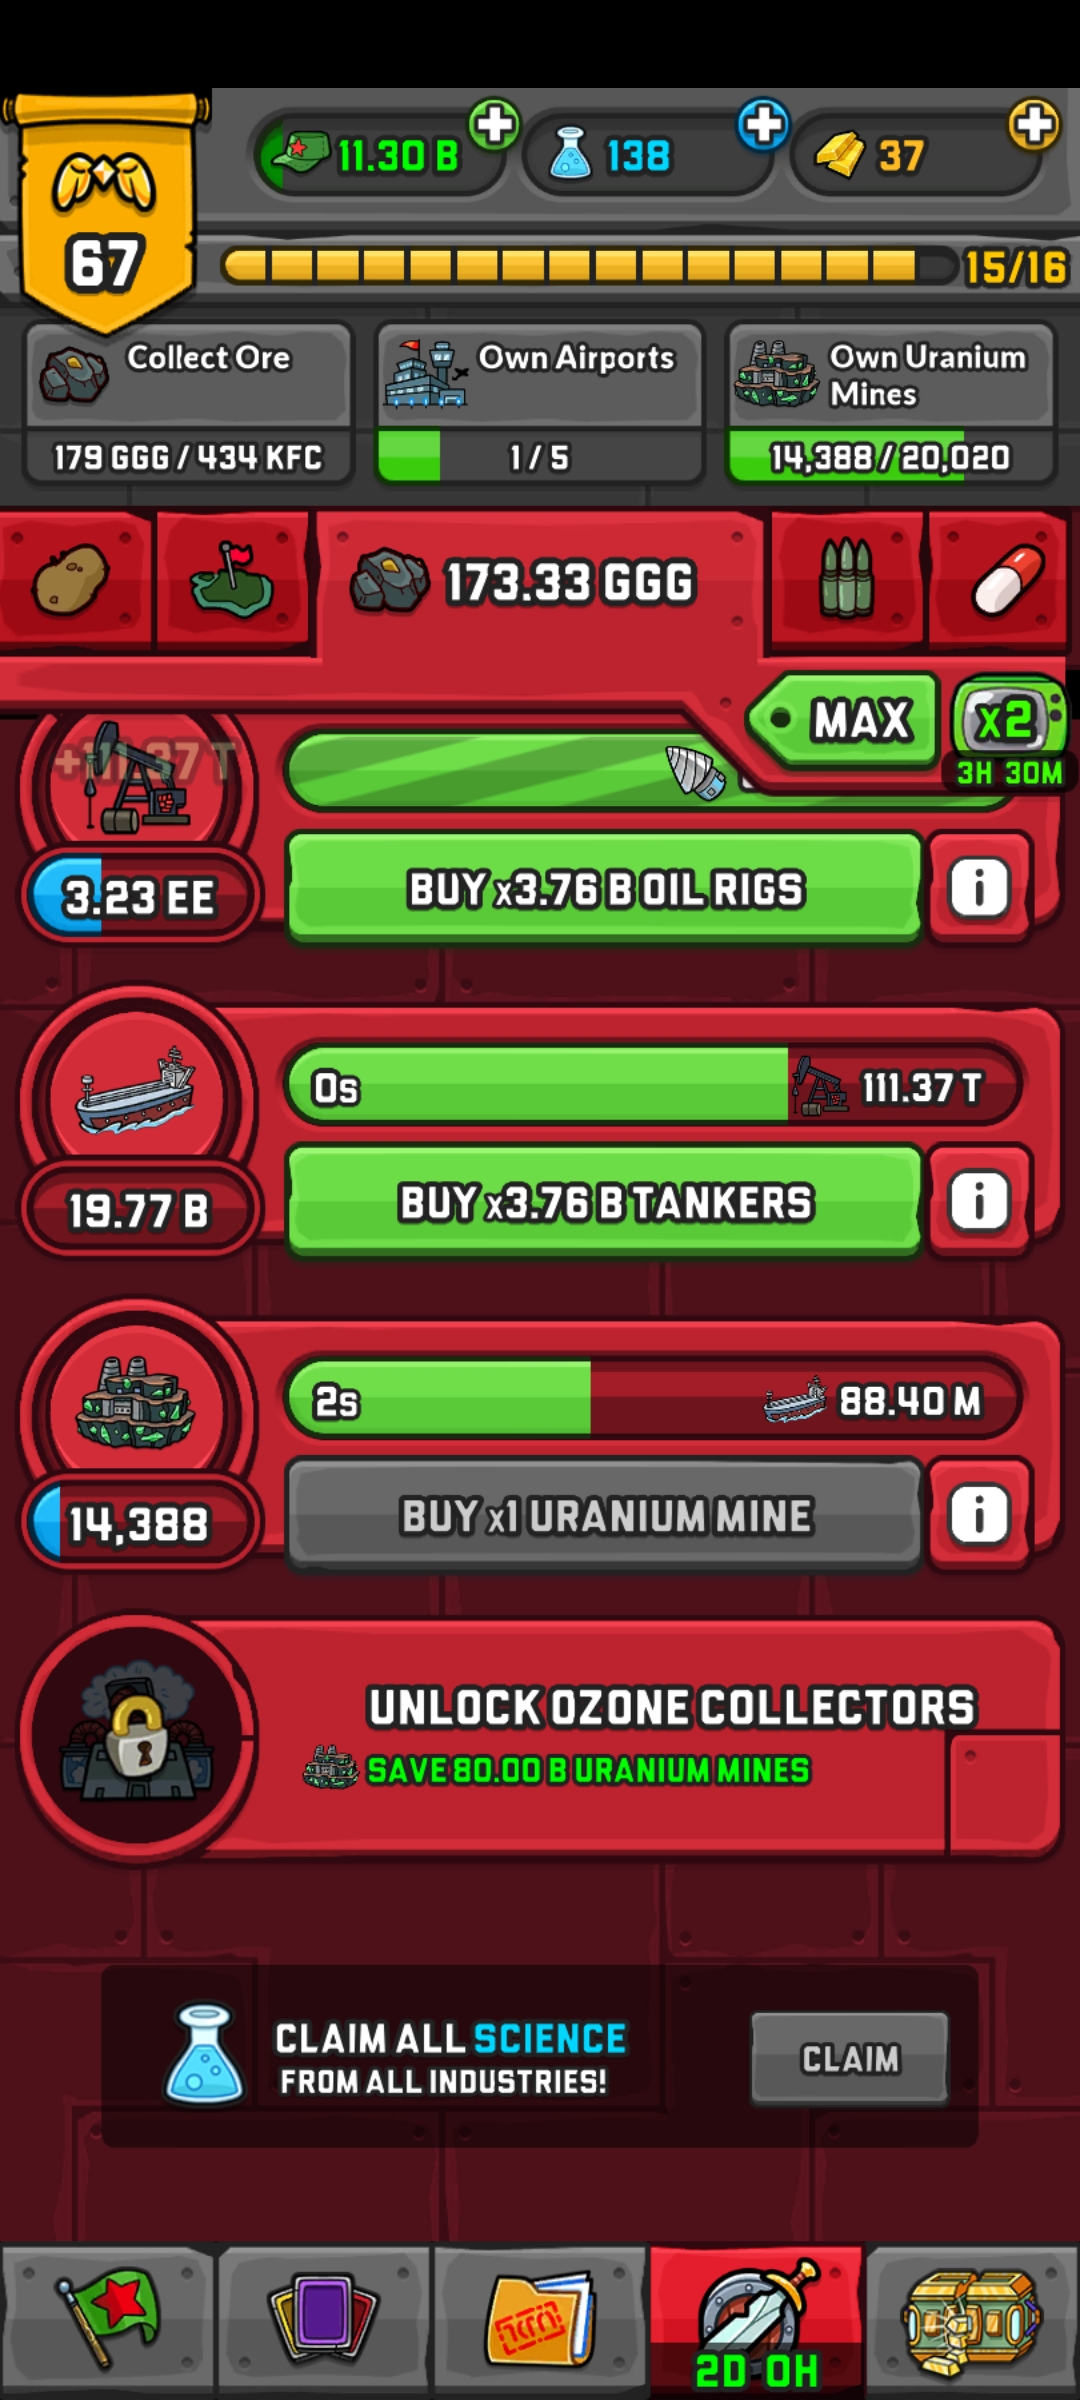 11.30 B
138
37
67
15/16
Collect Ore
179 GGG / 434 KFC
Own Airports
1 / 5
Own Uranium
Mines
14,388 / 20,020
173.33 GGG
MAX
x2
3H 30M
+111.37 T
3.23 EE
BUY x3.76 B OIL RIGS
i
0s
111.37 T
19.77 B
BUY x3.76 B TANKERS
i
2s
88.40 M
14,388
BUY x1 URANIUM MINE
i
UNLOCK OZONE COLLECTORS
SAVE 80.00 B URANIUM MINES
CLAIM ALL SCIENCE
FROM ALL INDUSTRIES!
CLAIM
2D 0H